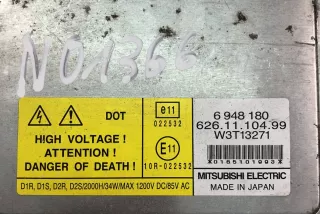 NO1366
DOT
HIGH VOLTAGE !
ATTENTION !
DANGER OF DEATH !
e11
022532
E11
10R-022532
6 948 180
626.11.104.99
W3T13271
D1R, D1S, D2R, D2S/2000H/34W/MAX 1200V DC/85V AC
MITSUBISHI ELECTRIC
MADE IN JAPAN